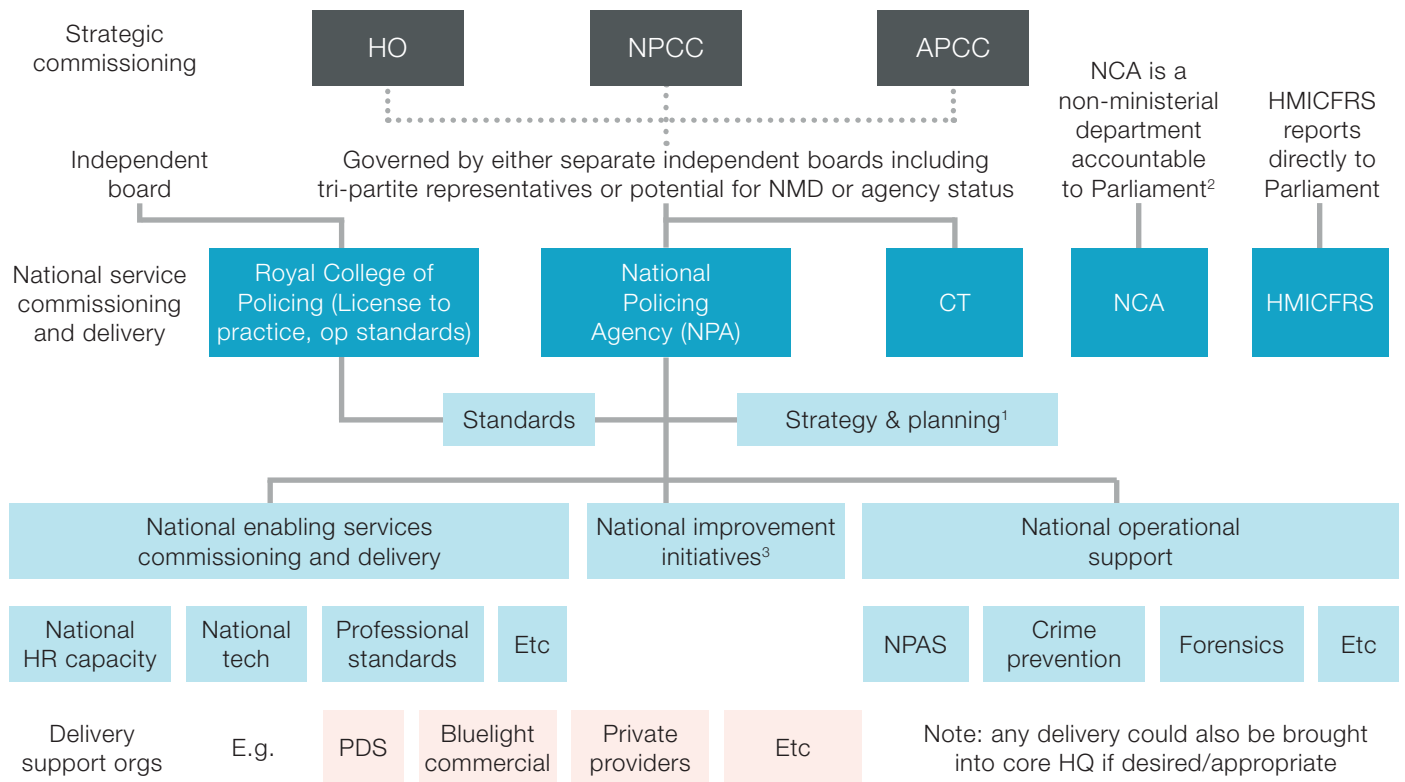 Strategic
commissioning
HO
NPCC
APCC
NCA is a
non-ministerial
department
accountable
to Parliament²
HMICFRS
reports
directly to
Parliament
Independent
board
Governed by either separate independent boards including
tri-partite representatives or potential for NMD or agency status
National service
commissioning
and delivery
Royal College of
Policing (License to
practice, op standards)
National
Policing
Agency (NPA)
CT
NCA
HMICFRS
Standards
Strategy & planning¹
National enabling services
commissioning and delivery
National improvement
initiatives³
National operational
support
National
HR capacity
National
tech
Professional
standards
Etc
NPAS
Crime
prevention
Forensics
Etc
Delivery
support orgs
E.g.
PDS
Bluelight
commercial
Private
providers
Etc
Note: any delivery could also be brought
into core HQ if desired/appropriate